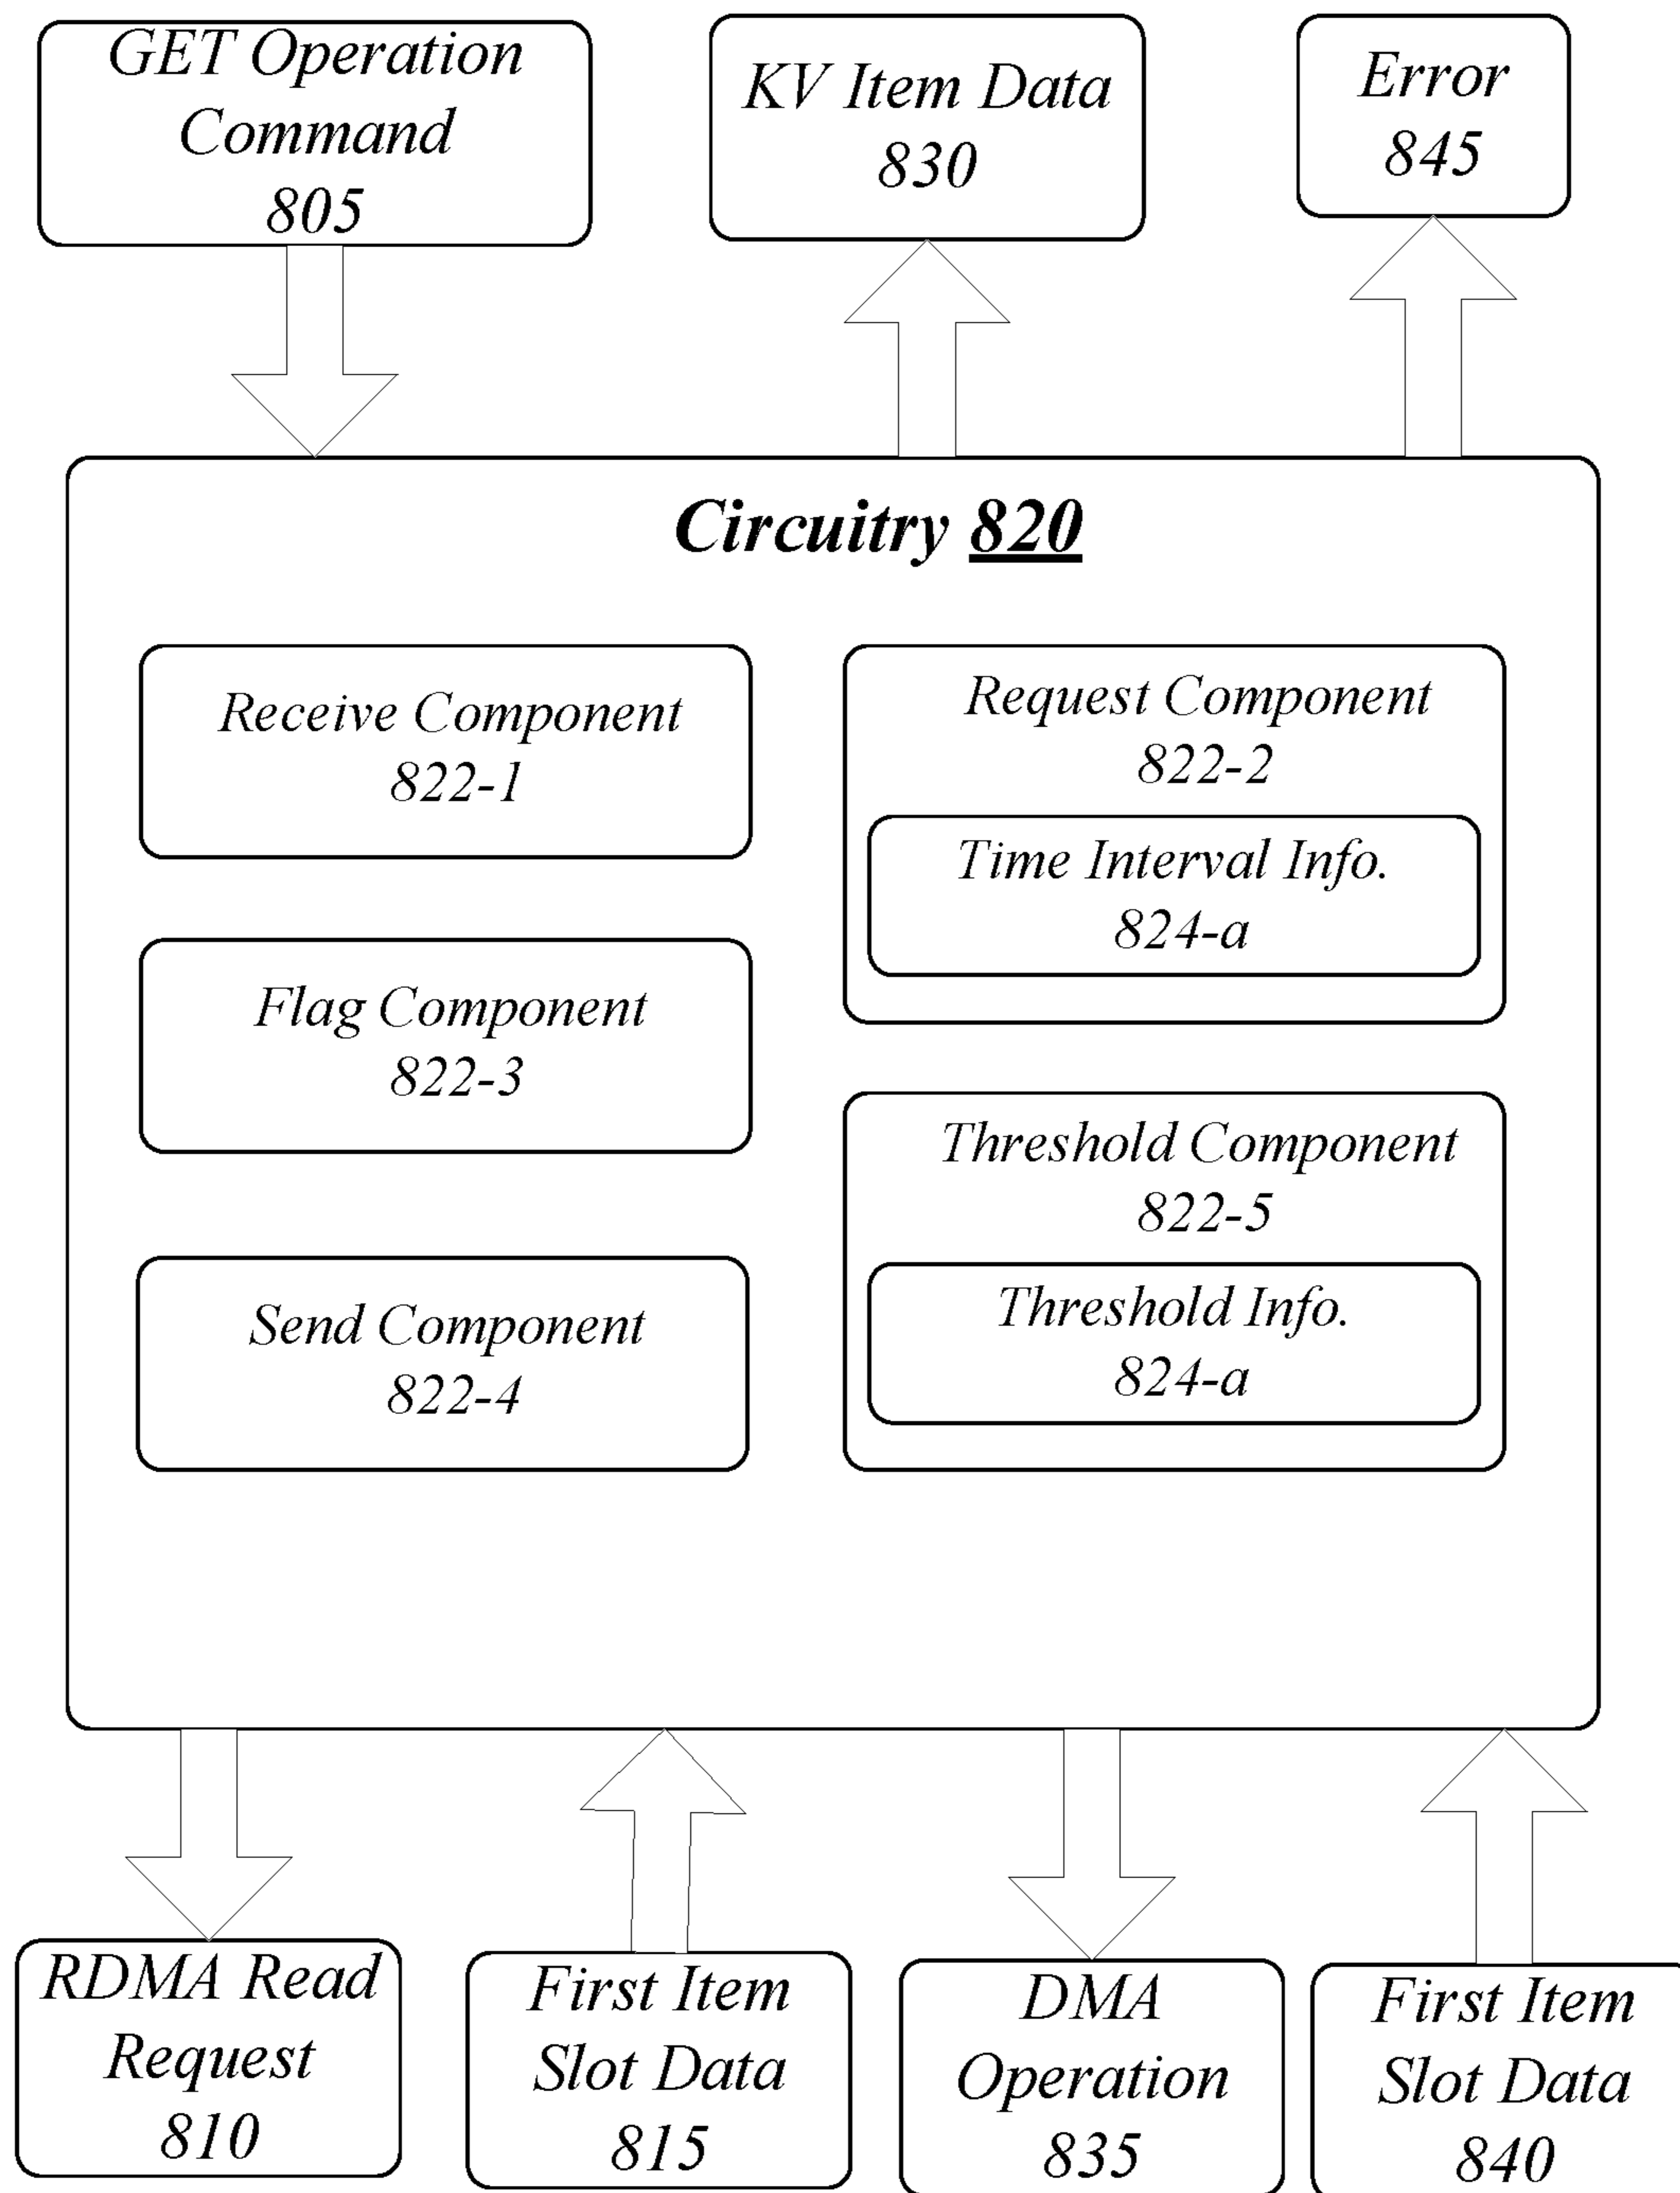 GET Operation
Command
805
KV Item Data
830
Error
845
Circuitry 820
Receive Component
822-1
Request Component
822-2
Time Interval Info.
824-a
Flag Component
822-3
Threshold Component
822-5
Threshold Info.
824-a
Send Component
822-4
RDMA Read
Request
810
First Item
Slot Data
815
DMA
Operation
835
First Item
Slot Data
840